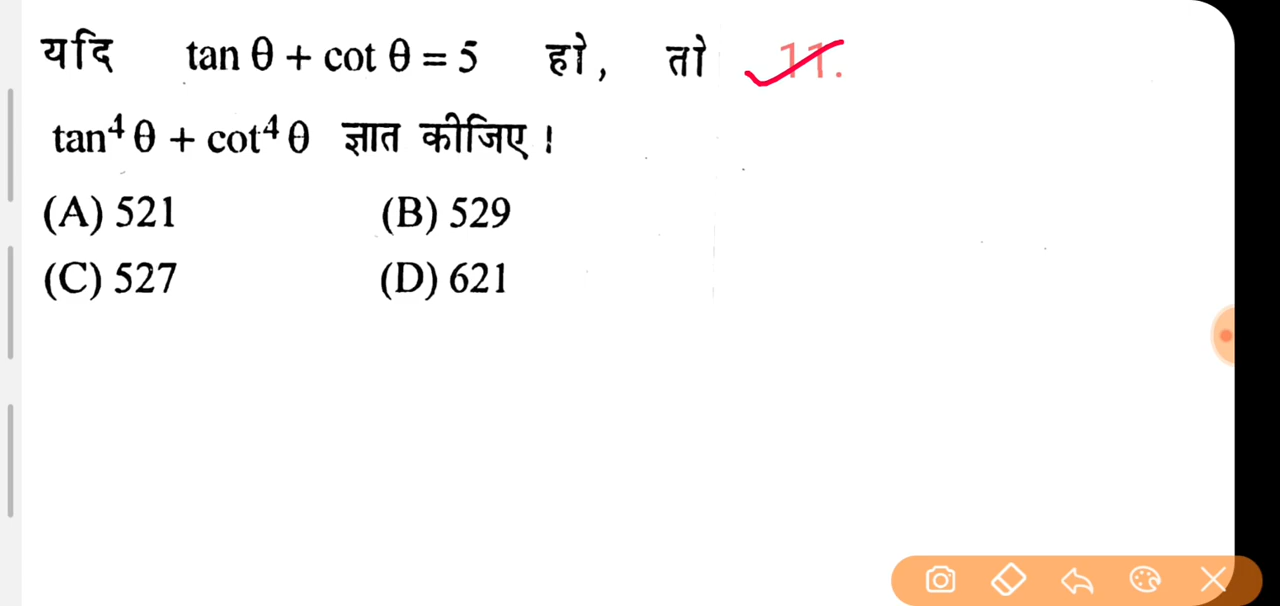 यदि tan θ + cot θ = 5 हो, तो 11.
tan⁴ θ + cot⁴ θ ज्ञात कीजिए !
(A) 521 (B) 529
(C) 527 (D) 621